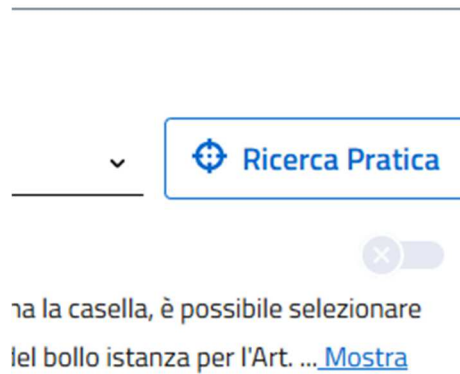 Ricerca Pratica
la casella, è possibile selezionare
bollo istanza per l'Art. ... Mostra